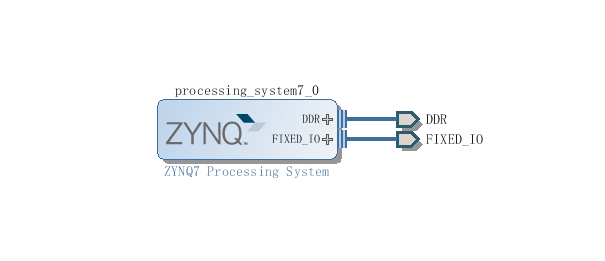 processing_system7_0
DDR
DDR
ZYNQ
FIXED_IO
FIXED_IO
ZYNQ7 Processing System